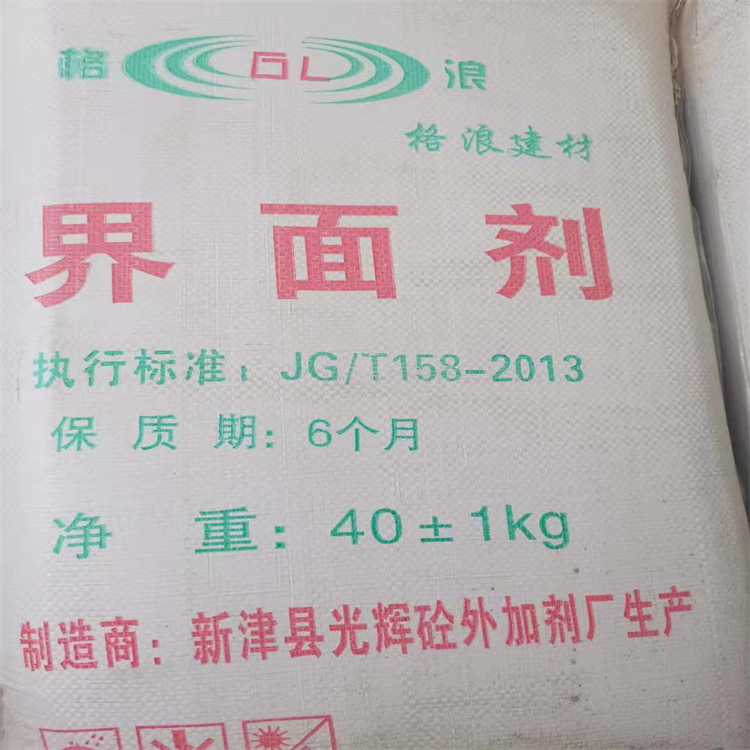 格 GL 浪
格浪建材
界面剂
执行标准：JG/T158-2013
保质期：6个月
净重：40±1kg
制造商：新津县光辉砼外加剂厂生产